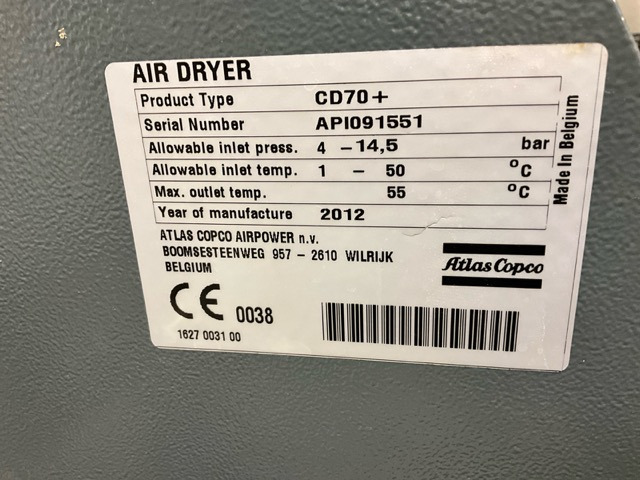 AIR DRYER
Product Type CD70+
Serial Number API091551
Allowable inlet press. 4 -14,5 bar
Allowable inlet temp. 1 - 50 °C
Max. outlet temp. 55 °C
Year of manufacture 2012
Made In Belgium
ATLAS COPCO AIRPOWER n.v.
BOOMSESTEENWEG 957 - 2610 WILRIJK
BELGIUM
Atlas Copco
CE 0038
1627 0031 00